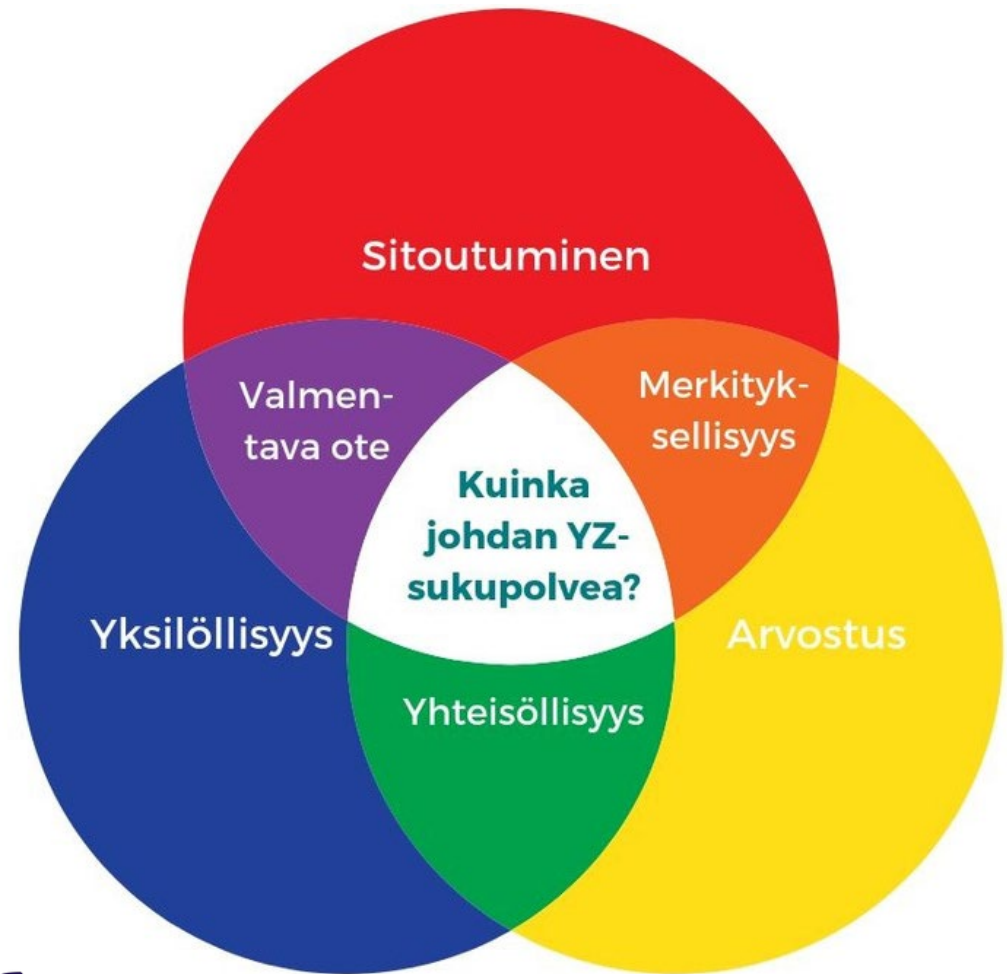 Sitoutuminen
Valmen-
tava ote
Merkityk-
sellisyys
Kuinka
johdan YZ-
sukupolvea?
Yksilöllisyys
Arvostus
Yhteisöllisyys